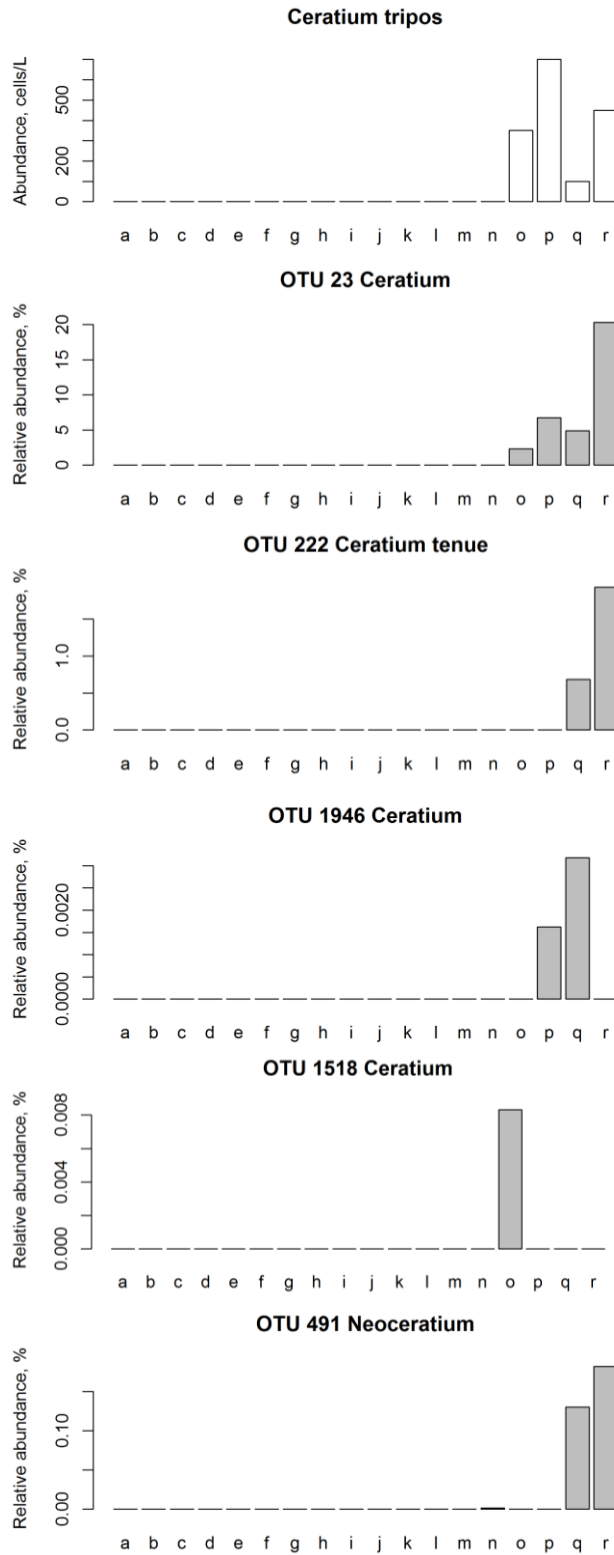 Ceratium tripos
Abundance, cells/L
500
200
0
a b c d e f g h i j k l m n o p q r
OTU 23 Ceratium
Relative abundance, %
20
15
10
5
0
a b c d e f g h i j k l m n o p q r
OTU 222 Ceratium tenue
Relative abundance, %
1.0
0.0
a b c d e f g h i j k l m n o p q r
OTU 1946 Ceratium
Relative abundance, %
0.0020
0.0000
a b c d e f g h i j k l m n o p q r
OTU 1518 Ceratium
Relative abundance, %
0.008
0.004
0.000
a b c d e f g h i j k l m n o p q r
OTU 491 Neoceratium
Relative abundance, %
0.10
0.00
a b c d e f g h i j k l m n o p q r